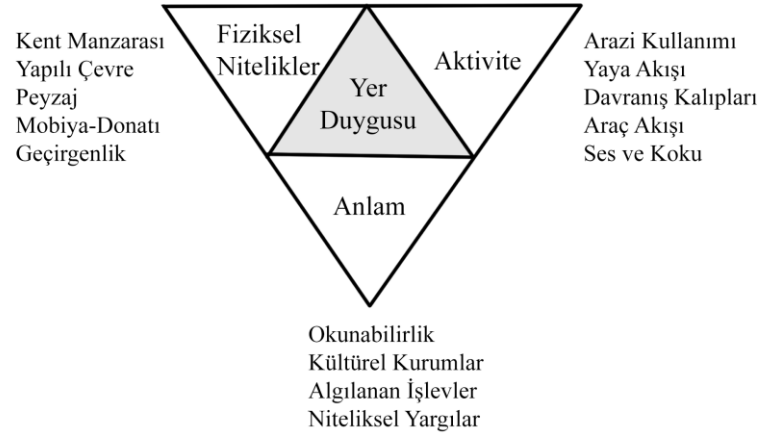 Kent Manzarası
Yapılı Çevre
Peyzaj
Mobiya-Donatı
Geçirgenlik
Fiziksel
Nitelikler
Yer
Duygusu
Aktivite
Arazi Kullanımı
Yaya Akışı
Davranış Kalıpları
Araç Akışı
Ses ve Koku
Anlam
Okunabilirlik
Kültürel Kurumlar
Algılanan İşlevler
Niteliksel Yargılar